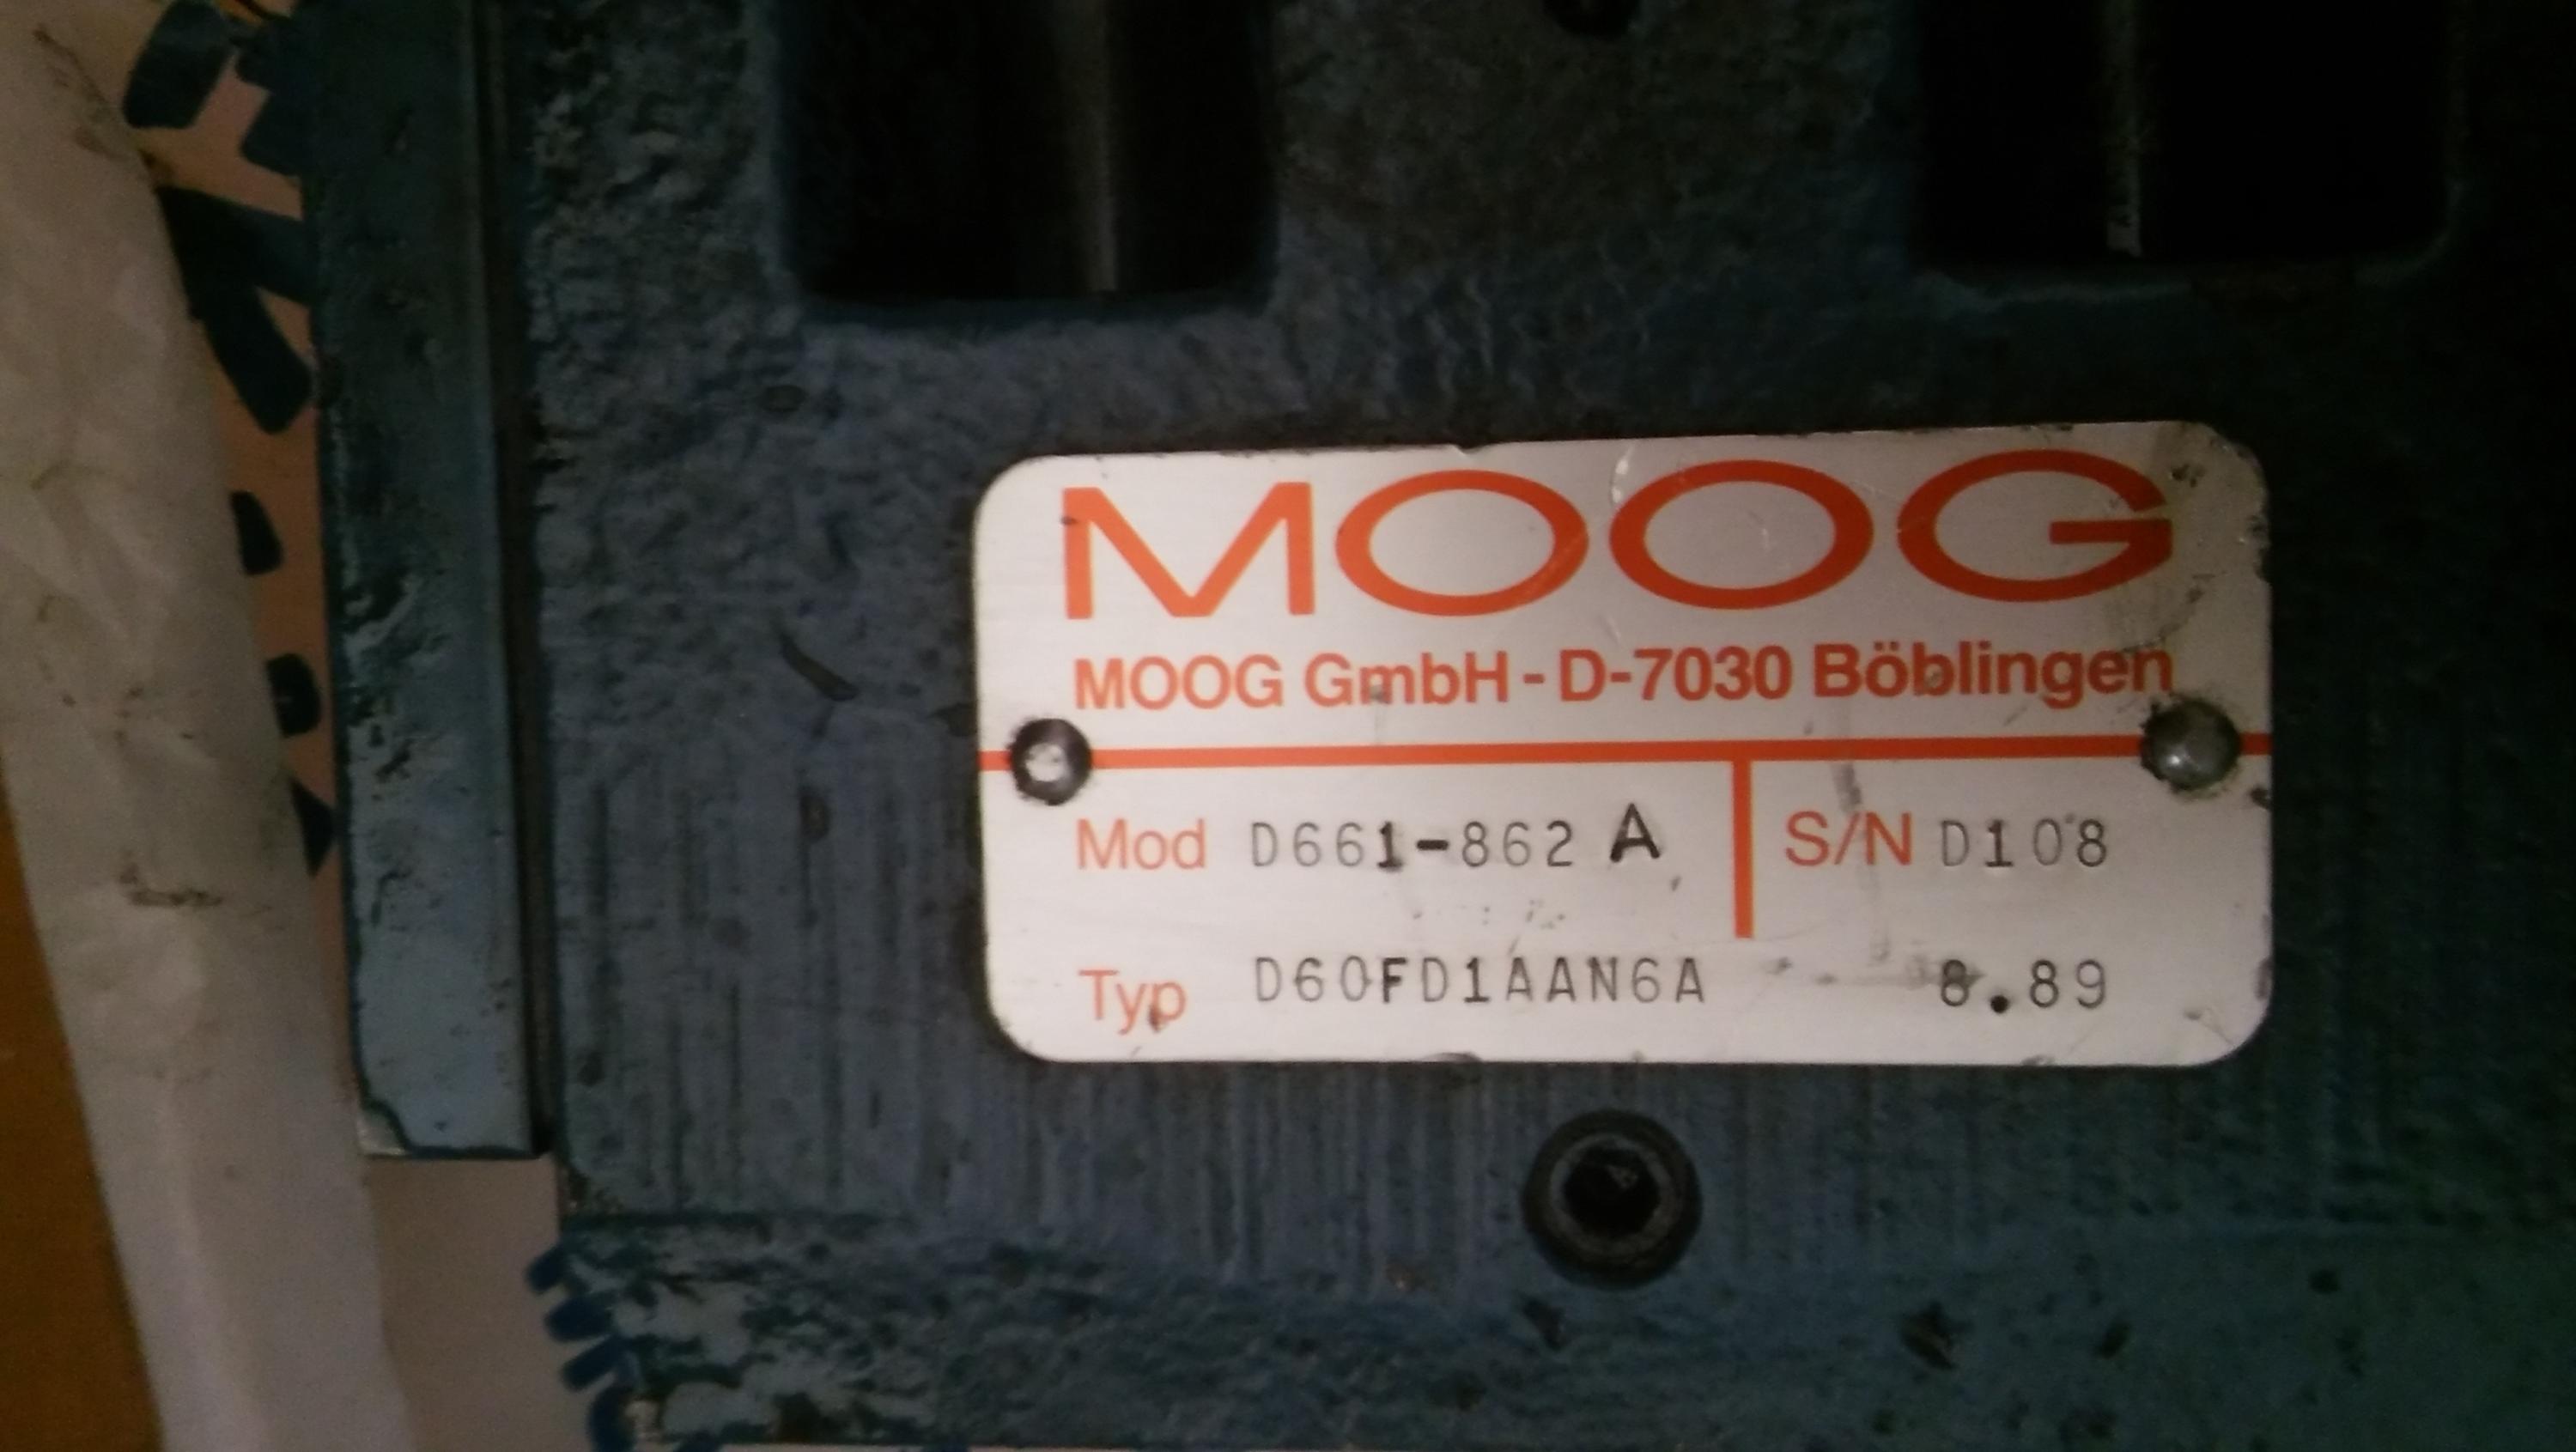 MOOG
MOOG GmbH - D-7030 Böblingen
Mod D661-862 A S/N D108
Typ D60FD1AAN6A 8.89